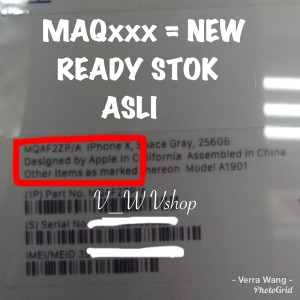 MAQxxx = NEW
READY STOK
ASLI
MQAF2ZP/A iPhone X, Space Gray, 256GB
Designed by Apple in California Assembled in China
Other items as marked thereon Model A1901
(1P) Part No.
V_W Vshop
(S) Serial No.
IMEI/MEID 35
- Verra Wang -
PhotoGrid